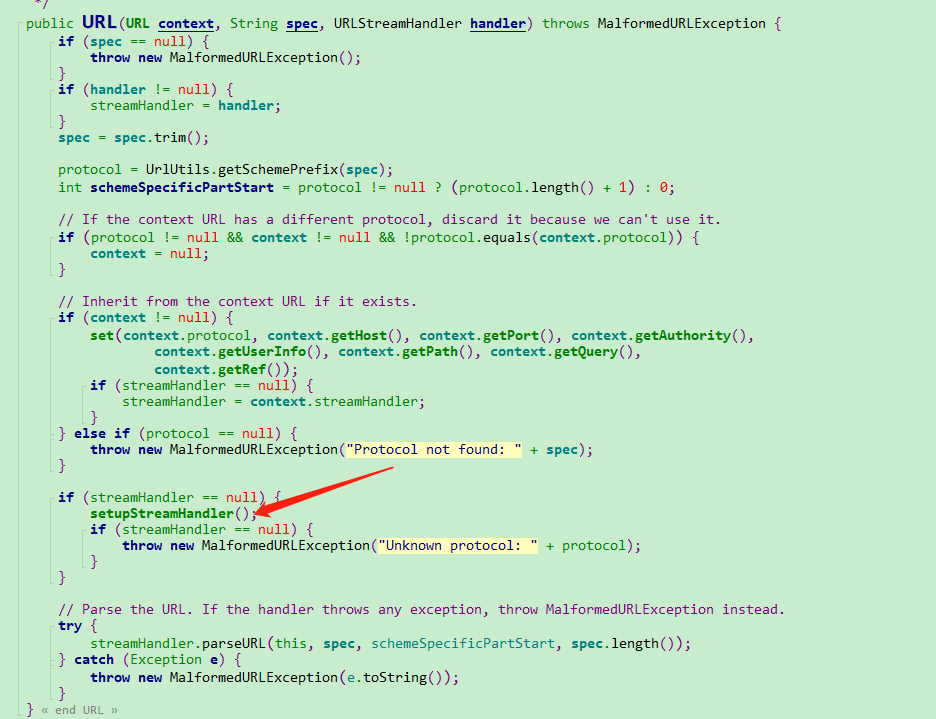 */
public URL(URL context, String spec, URLStreamHandler handler) throws MalformedURLException {
if (spec == null) {
throw new MalformedURLException();
}
if (handler != null) {
streamHandler = handler;
}
spec = spec.trim();
protocol = UrlUtils.getSchemePrefix(spec);
int schemeSpecificPartStart = protocol != null ? (protocol.length() + 1) : 0;
// If the context URL has a different protocol, discard it because we can't use it.
if (protocol != null && context != null && !protocol.equals(context.protocol)) {
context = null;
}
// Inherit from the context URL if it exists.
if (context != null) {
set(context.protocol, context.getHost(), context.getPort(), context.getAuthority(),
context.getUserInfo(), context.getPath(), context.getQuery(),
context.getRef());
if (streamHandler == null) {
streamHandler = context.streamHandler;
}
} else if (protocol == null) {
throw new MalformedURLException("Protocol not found: " + spec);
}
if (streamHandler == null) {
setupStreamHandler();
if (streamHandler == null) {
throw new MalformedURLException("Unknown protocol: " + protocol);
}
}
// Parse the URL. If the handler throws any exception, throw MalformedURLException instead.
try {
streamHandler.parseURL(this, spec, schemeSpecificPartStart, spec.length());
} catch (Exception e) {
throw new MalformedURLException(e.toString());
}
} « end URL »